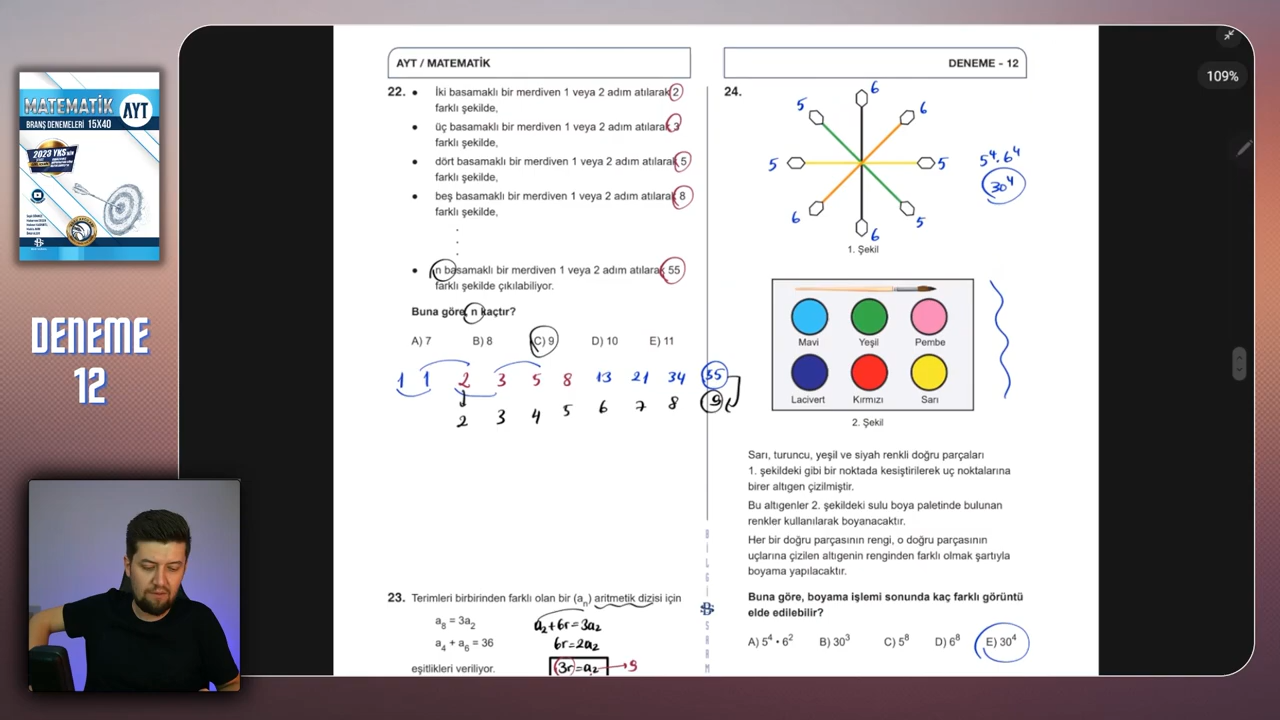 109%
MATEMATİK AYT
BRANŞ DENEMELERİ 15X40
2023 YKS'NİN
DENEME
12
AYT / MATEMATİK
22. • İki basamaklı bir merdiven 1 veya 2 adım atılarak 2
farklı şekilde,
• üç basamaklı bir merdiven 1 veya 2 adım atılarak 3
farklı şekilde,
• dört basamaklı bir merdiven 1 veya 2 adım atılarak 5
farklı şekilde,
• beş basamaklı bir merdiven 1 veya 2 adım atılarak 8
farklı şekilde,
• n basamaklı bir merdiven 1 veya 2 adım atılarak 55
farklı şekilde çıkılabiliyor.
Buna göre, n kaçtır?
A) 7 B) 8 C) 9 D) 10 E) 11
1 1 2 3 5 8 13 21 34 55
2 3 4 5 6 7 8 9
23. Terimleri birbirinden farklı olan bir (aₙ) aritmetik dizisi için
a₈ = 3a₂ a₂+6r=3a₂
a₄ + a₆ = 36 6r=2a₂
eşitlikleri veriliyor. 3r=a₂
BİLGİ
SARMAL
DENEME - 12
24.
6
5 6
5 5
6 5
6
5⁴.6⁴
30⁴
1. Şekil
Mavi Yeşil Pembe
Lacivert Kırmızı Sarı
2. Şekil
Sarı, turuncu, yeşil ve siyah renkli doğru parçaları
1. şekildeki gibi bir noktada kesiştirilerek uç noktalarına
birer altıgen çizilmiştir.
Bu altıgenler 2. şekildeki sulu boya paletinde bulunan
renkler kullanılarak boyanacaktır.
Her bir doğru parçasının rengi, o doğru parçasının
uçlarına çizilen altıgenin renginden farklı olmak şartıyla
boyama yapılacaktır.
Buna göre, boyama işlemi sonunda kaç farklı görüntü
elde edilebilir?
A) 5⁴ • 6² B) 30³ C) 5⁸ D) 6⁸ E) 30⁴